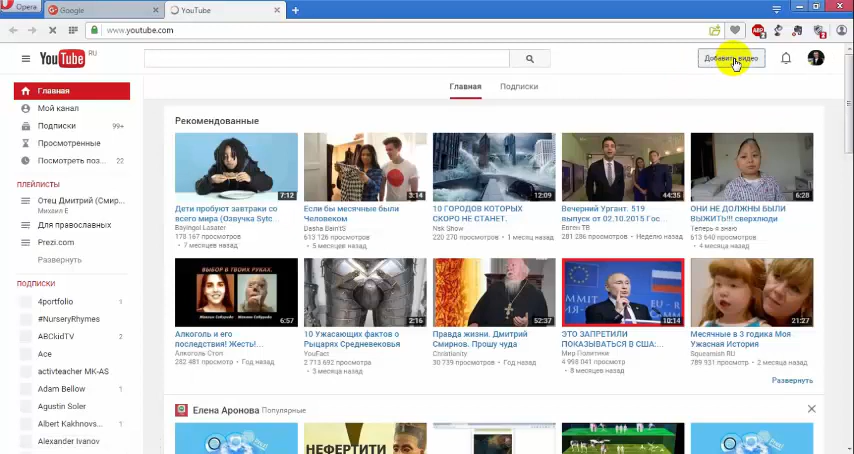 Opera
Google
YouTube
www.youtube.com
YouTube RU
Добавить видео
Главная
Подписки
Главная
Мой канал
Подписки 99+
Просмотренные
Посмотреть поз... 22
ПЛЕЙЛИСТЫ
Отец Дмитрий (Смир...
Михаил Е
Для православных
Prezi.com
Развернуть
ПОДПИСКИ
4portfolio 1
#NurseryRhymes
ABCkidTV 2
Ace
activteacher MK-AS
Adam Bellow 1
Agustin Soler
Albert Kakhnovs... 1
Alexander Ivanov
Рекомендованные
7:12
Дети пробуют завтраки со
всего мира (Озвучка Sytc...
Bayingol Lasater
178 167 просмотров
• 7 месяцев назад
3:14
Если бы месячные были
Человеком
Dasha BaintS
613 126 просмотров
• 5 месяцев назад
12:09
10 ГОРОДОВ КОТОРЫХ
СКОРО НЕ СТАНЕТ.
Nsk Show
220 270 просмотров • 1 месяц назад
44:35
Вечерний Ургант. 519
выпуск от 02.10.2015 Гос...
Евген ТВ
281 286 просмотров • Неделю назад
6:28
ОНИ НЕ ДОЛЖНЫ БЫЛИ
ВЫЖИТЬ!!! сверхлюди
Теперь я знаю
613 640 просмотров
• 4 месяца назад
ВЫБОР В ТВОИХ РУКАХ.
6:57
Алкоголь и его
последствия! Жесть!...
Алкоголь Стоп
282 481 просмотр • Год назад
2:16
10 Ужасающих фактов о
Рыцарях Средневековья
YouFact
2 713 692 просмотра
• 3 месяца назад
52:37
Правда жизни. Дмитрий
Смирнов. Прошу чуда
Christianity
30 739 просмотров • Год назад
10:14
ЭТО ЗАПРЕТИЛИ
ПОКАЗЫВАТЬ В США:...
Мир Политики
4 998 041 просмотр
• 8 месяцев назад
21:27
Месячные в 3 годика Моя
Ужасная История
Squeamish RU
789 931 просмотр • 2 месяца назад
Развернуть
Елена Аронова Популярные
НЕФЕРТИТИ